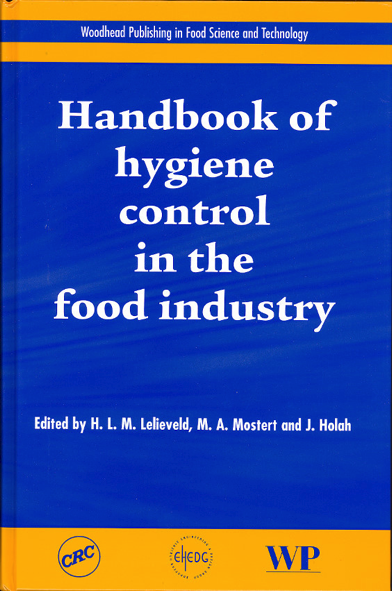 Woodhead Publishing in Food Science and Technology
Handbook of
hygiene
control
in the
food industry
Edited by H. L. M. Lelieveld, M. A. Mostert and J. Holah
CRC
EHEDG
WP